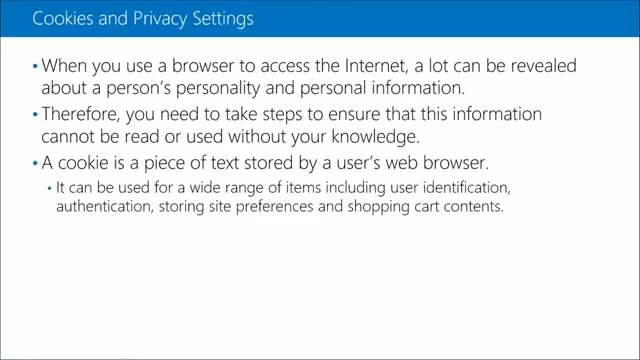 Cookies and Privacy Settings
• When you use a browser to access the Internet, a lot can be revealed
about a person's personality and personal information.
• Therefore, you need to take steps to ensure that this information
cannot be read or used without your knowledge.
• A cookie is a piece of text stored by a user's web browser.
• It can be used for a wide range of items including user identification,
authentication, storing site preferences and shopping cart contents.